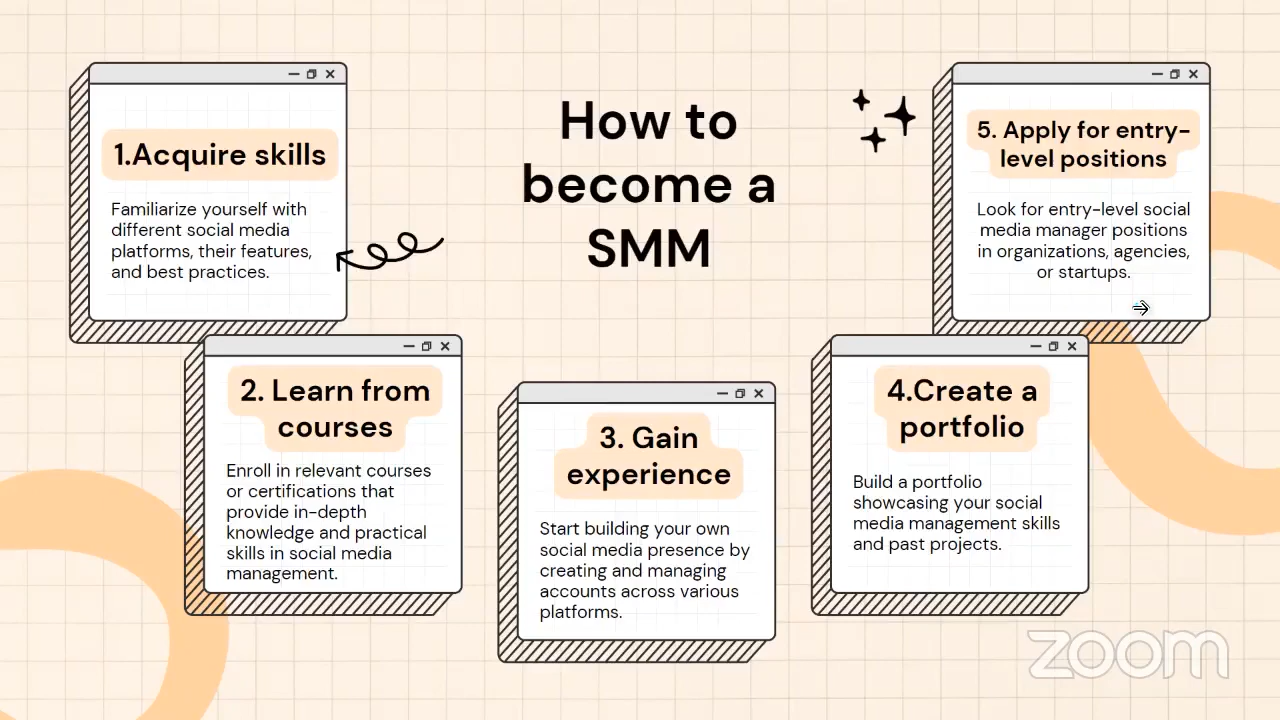 How to
become a
SMM
1.Acquire skills
Familiarize yourself with
different social media
platforms, their features,
and best practices.
2. Learn from
courses
Enroll in relevant courses
or certifications that
provide in-depth
knowledge and practical
skills in social media
management.
3. Gain
experience
Start building your own
social media presence by
creating and managing
accounts across various
platforms.
4.Create a
portfolio
Build a portfolio
showcasing your social
media management skills
and past projects.
5. Apply for entry-
level positions
Look for entry-level social
media manager positions
in organizations, agencies,
or startups.
zoom